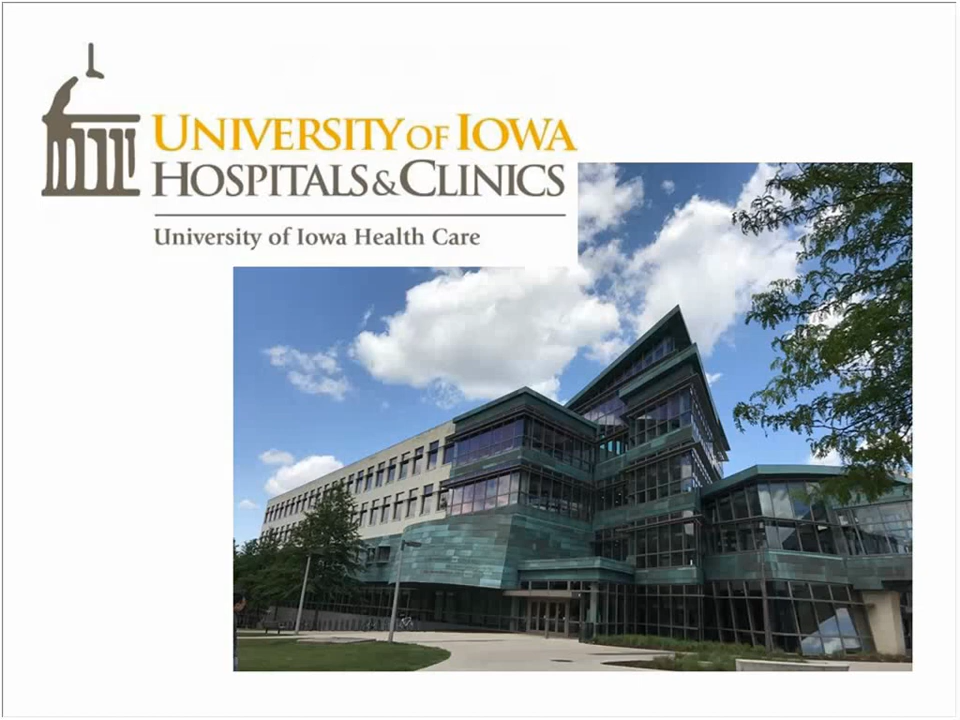 UNIVERSITY OF IOWA
HOSPITALS & CLINICS
University of Iowa Health Care